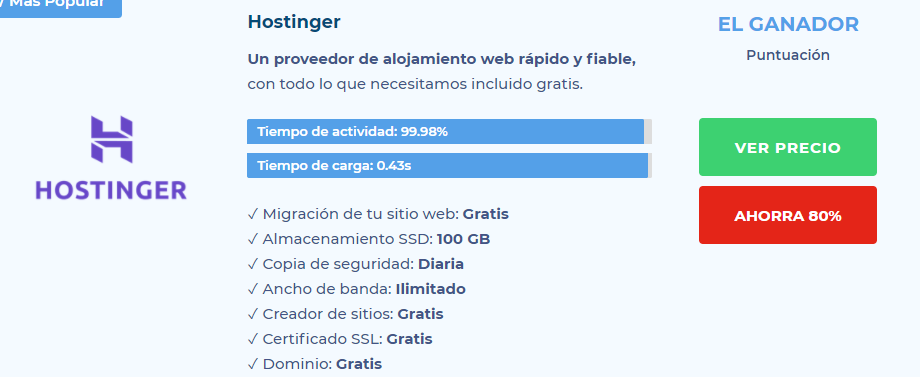 Más Popular
Hostinger
EL GANADOR
Un proveedor de alojamiento web rápido y fiable,
con todo lo que necesitamos incluido gratis.
Puntuación
Tiempo de actividad: 99.98%
Tiempo de carga: 0.43s
HOSTINGER
VER PRECIO
AHORRA 80%
✓ Migración de tu sitio web: Gratis
✓ Almacenamiento SSD: 100 GB
✓ Copia de seguridad: Diaria
✓ Ancho de banda: Ilimitado
✓ Creador de sitios: Gratis
✓ Certificado SSL: Gratis
✓ Dominio: Gratis